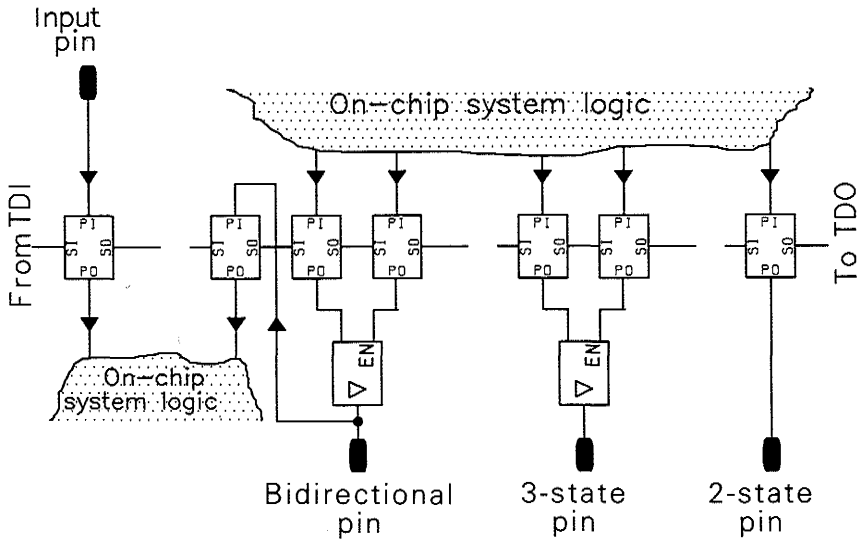 Input
pin
On-chip system logic
From TDI
To TDO
PI
SI
SO
PO
PI
SI
SO
PO
PI
SI
SO
PO
PI
SI
SO
PO
PI
SI
SO
PO
PI
SI
SO
PO
PI
SI
SO
PO
EN
EN
On-chip
system logic
Bidirectional
pin
3-state
pin
2-state
pin